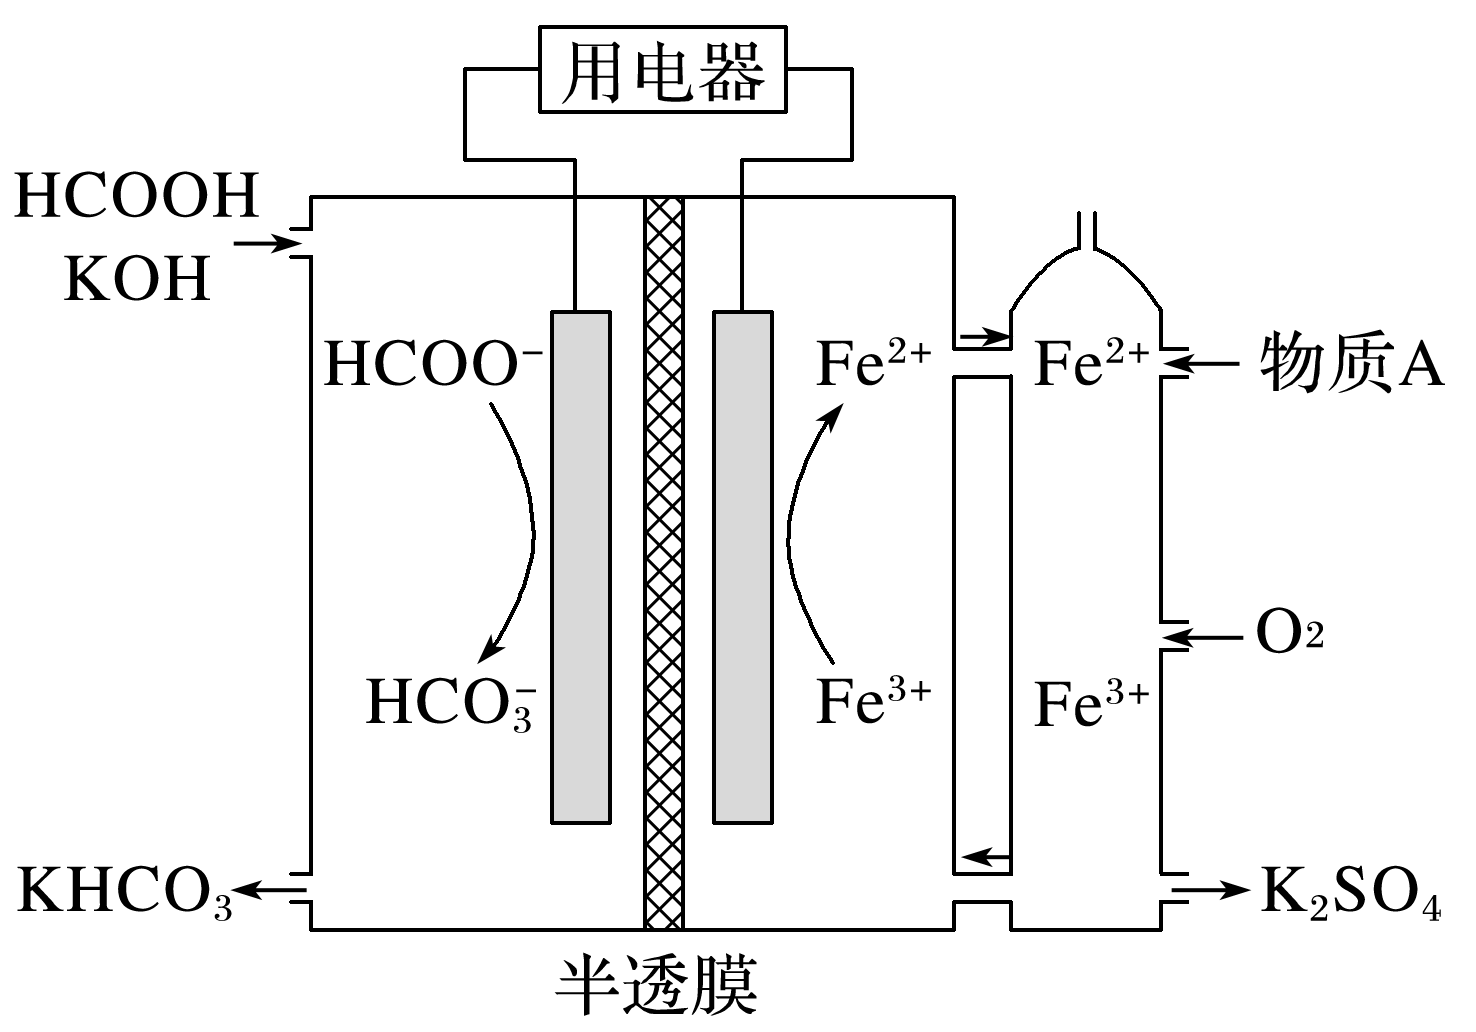 用电器
HCOOH
KOH
HCOO⁻
Fe²⁺
Fe²⁺
物质A
O₂
HCO₃⁻
Fe³⁺
Fe³⁺
KHCO₃
K₂SO₄
半透膜